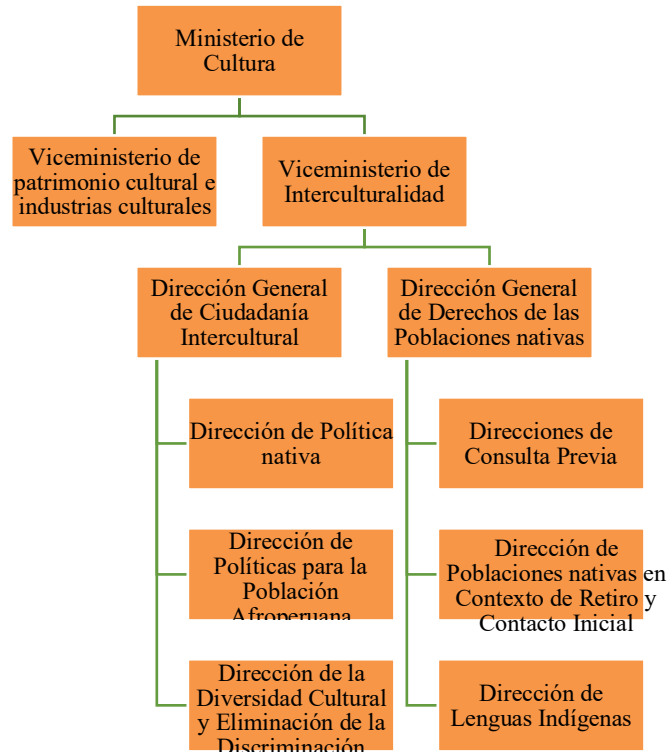 Ministerio de
Cultura
Viceministerio de
patrimonio cultural e
industrias culturales
Viceministerio de
Interculturalidad
Dirección General
de Ciudadanía
Intercultural
Dirección de Política
nativa
Dirección de
Políticas para la
Población
Afroperuana
Dirección de la
Diversidad Cultural
y Eliminación de la
Discriminación
Dirección General
de Derechos de las
Poblaciones nativas
Direcciones de
Consulta Previa
Dirección de
Poblaciones nativas en
Contexto de Retiro y
Contacto Inicial
Dirección de
Lenguas Indígenas